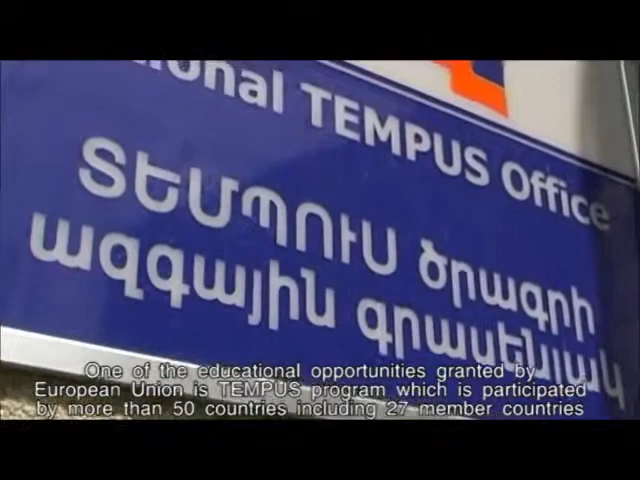 ional TEMPUS Office
ՏԵՄՊՈՒՍ ծրագրի
ազգային գրասենյակ
One of the educational opportunities granted by
European Union is TEMPUS program which is participated
by more than 50 countries including 27 member countries